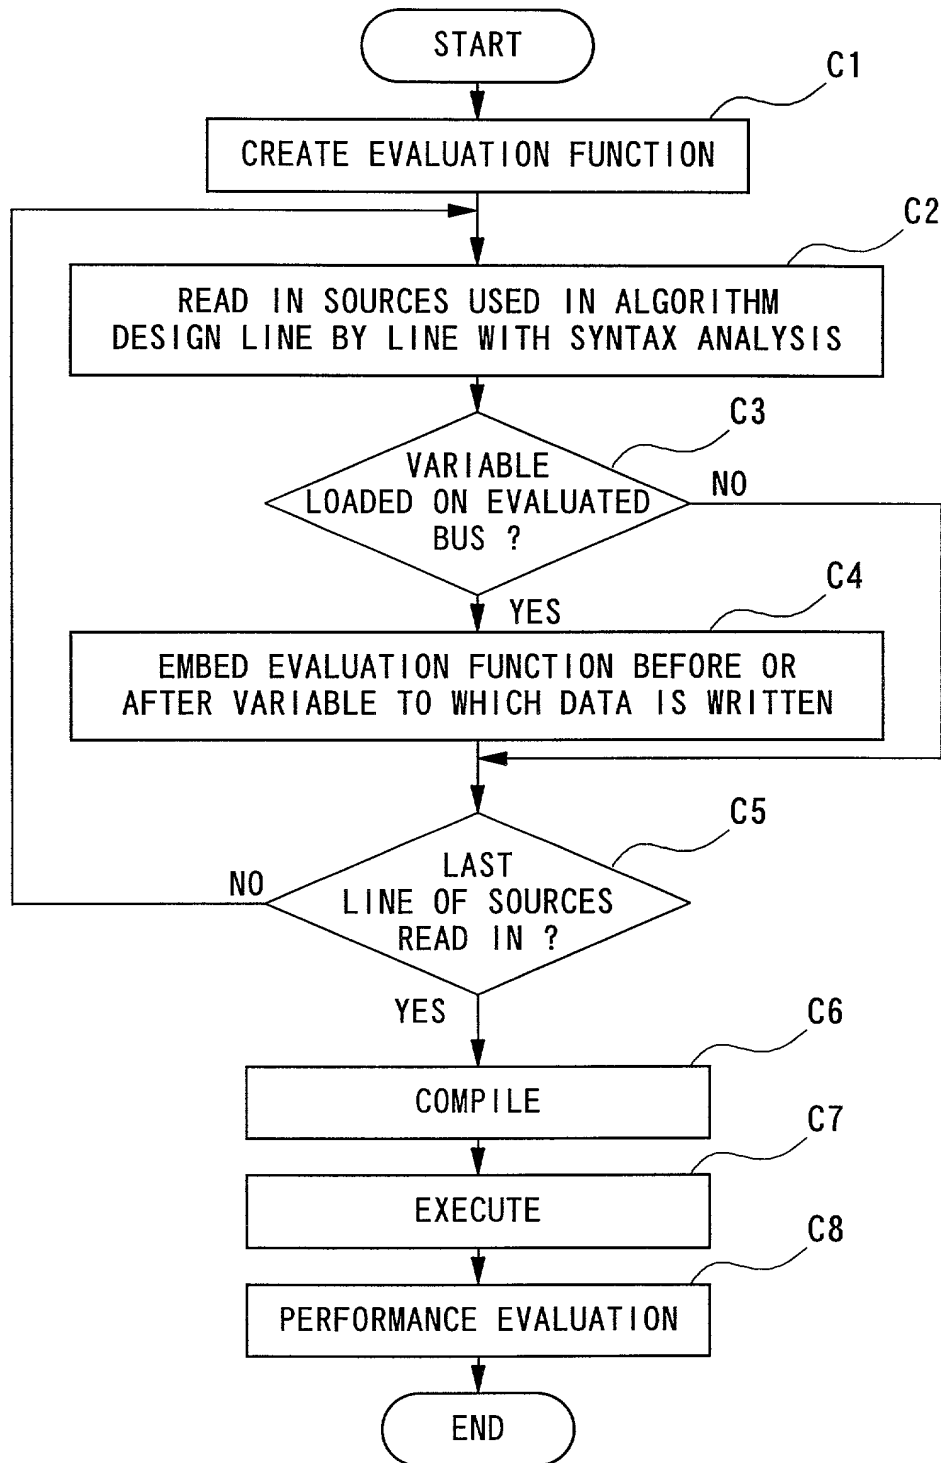 START
C1
CREATE EVALUATION FUNCTION
C2
READ IN SOURCES USED IN ALGORITHM
DESIGN LINE BY LINE WITH SYNTAX ANALYSIS
C3
VARIABLE
LOADED ON EVALUATED
BUS ?
NO
C4
YES
EMBED EVALUATION FUNCTION BEFORE OR
AFTER VARIABLE TO WHICH DATA IS WRITTEN
C5
LAST
LINE OF SOURCES
READ IN ?
NO
YES
C6
COMPILE
C7
EXECUTE
C8
PERFORMANCE EVALUATION
END